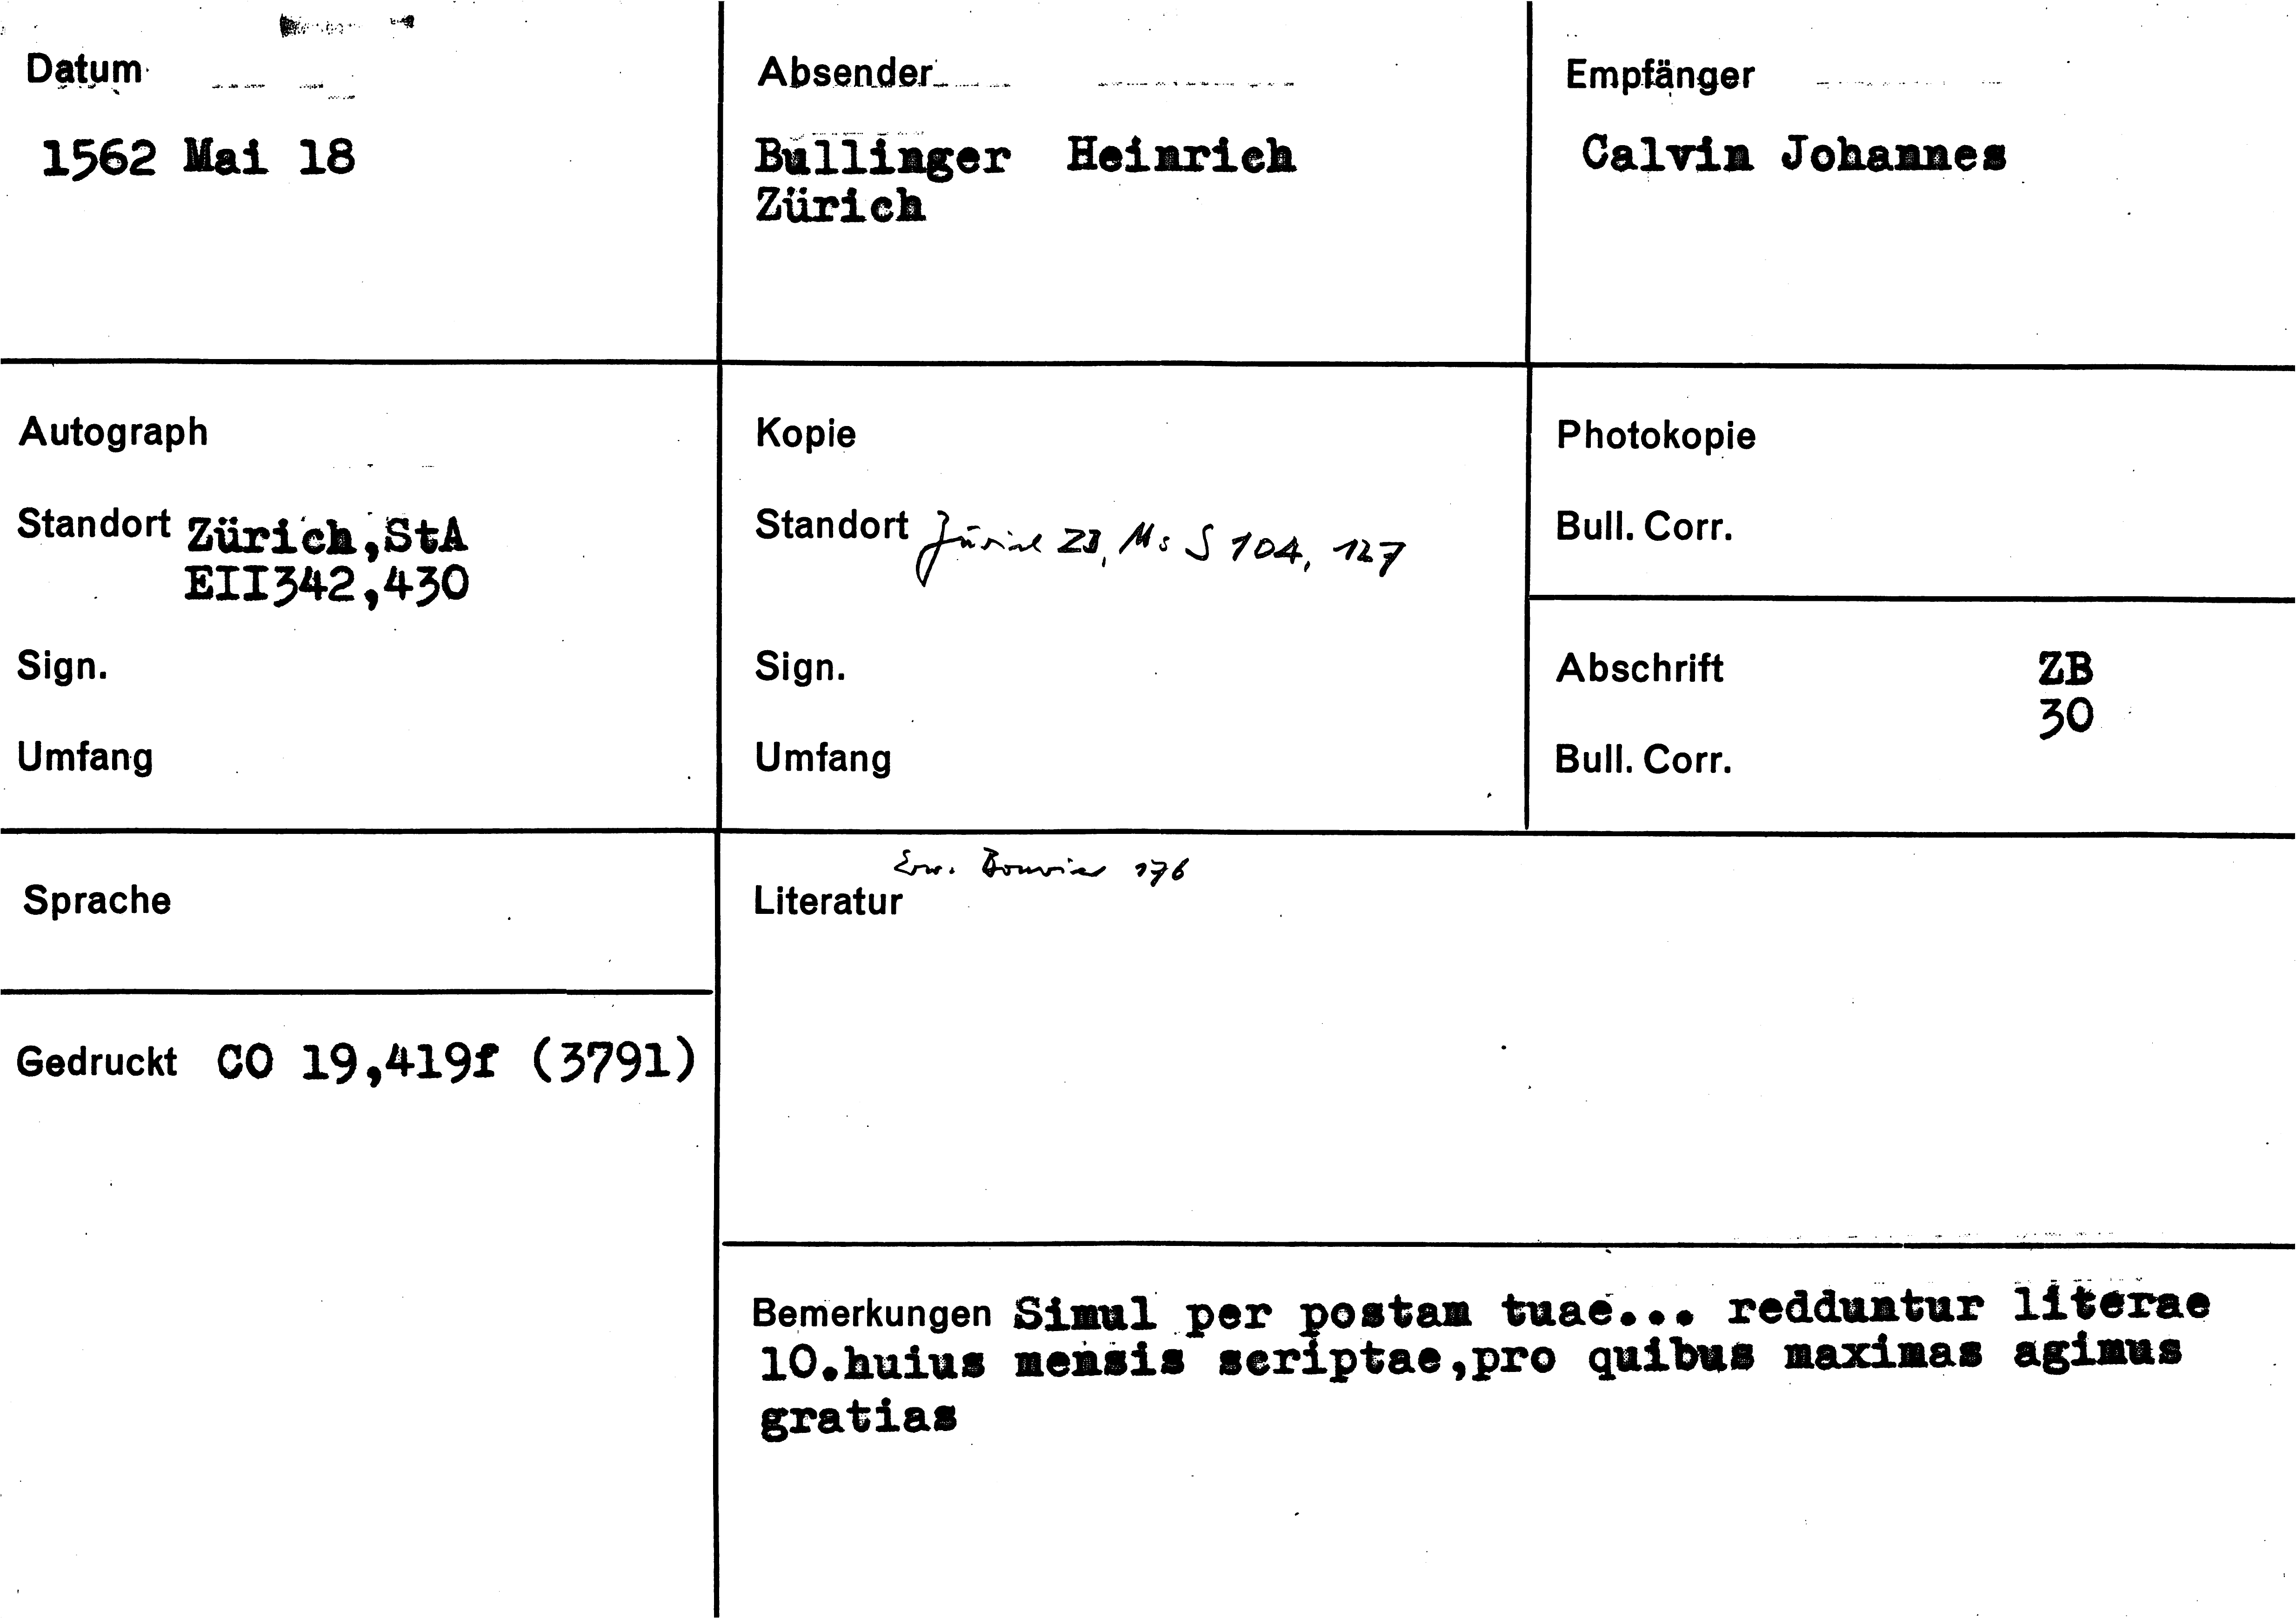 Datum
1562 Mai 18
Absender
Bullinger Heinrich
Zürich
Empfänger
Calvin Johannes
Autograph
Standort Zürich,StA
EII342,430
Sign.
Umfang
Kopie
Standort Zürich ZB, Ms S 104, 127
Sign.
Umfang
Photokopie
Bull. Corr.
Abschrift ZB
30
Bull. Corr.
Sprache
Gedruckt CO 19,419f (3791)
Erw. Bouvier 176
Literatur
Bemerkungen Simul per postam tuae... redduntur literae
10.huius mensis scriptae,pro quibus maximas agimus
gratias